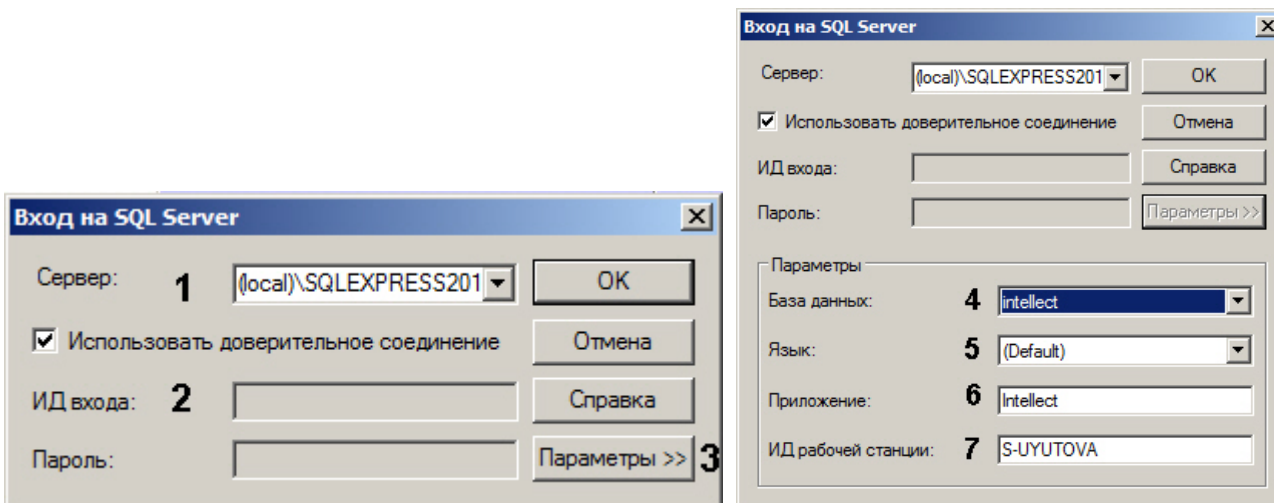 Вход на SQL Server
Сервер: 1 (local)\SQLEXPRESS201 OK
Использовать доверительное соединение Отмена
ИД входа: 2 Справка
Пароль: Параметры >> 3
Вход на SQL Server
Сервер: (local)\SQLEXPRESS201 OK
Использовать доверительное соединение Отмена
ИД входа: Справка
Пароль: Параметры >>
Параметры
База данных: 4 intellect
Язык: 5 (Default)
Приложение: 6 Intellect
ИД рабочей станции: 7 S-UYUTOVA